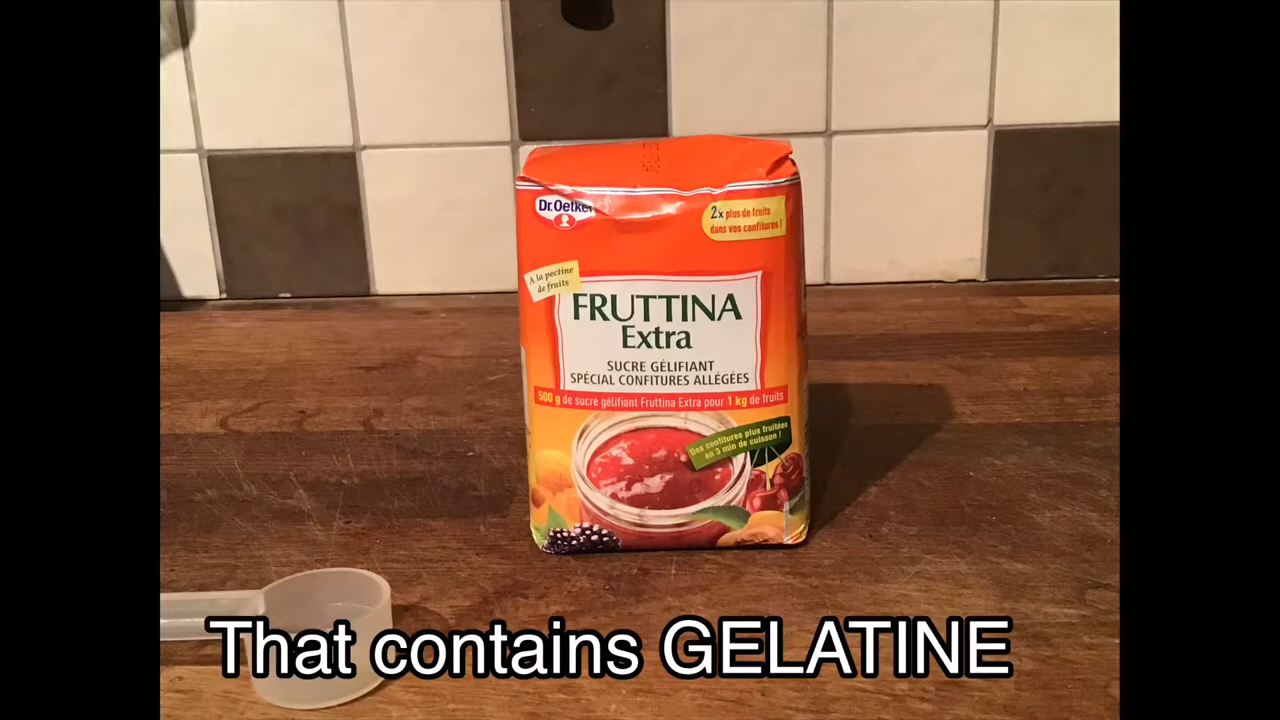 Dr.Oetker
2x plus de fruits
dans vos confitures !
A la pectine
de fruits
FRUTTINA
Extra
SUCRE GÉLIFIANT
SPÉCIAL CONFITURES ALLÉGÉES
500 g de sucre gélifiant Fruttina Extra pour 1 kg de fruits
Des confitures plus fruitées
en 3 min de cuisson !
That contains GELATINE